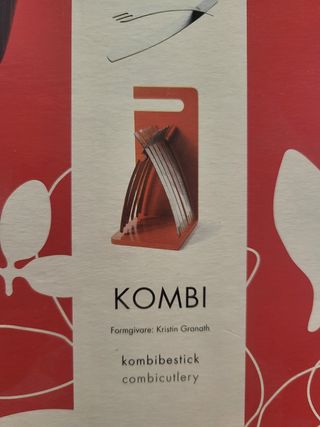 KOMBI
Formgivare: Kristin Granath
kombibestick
combicutlery